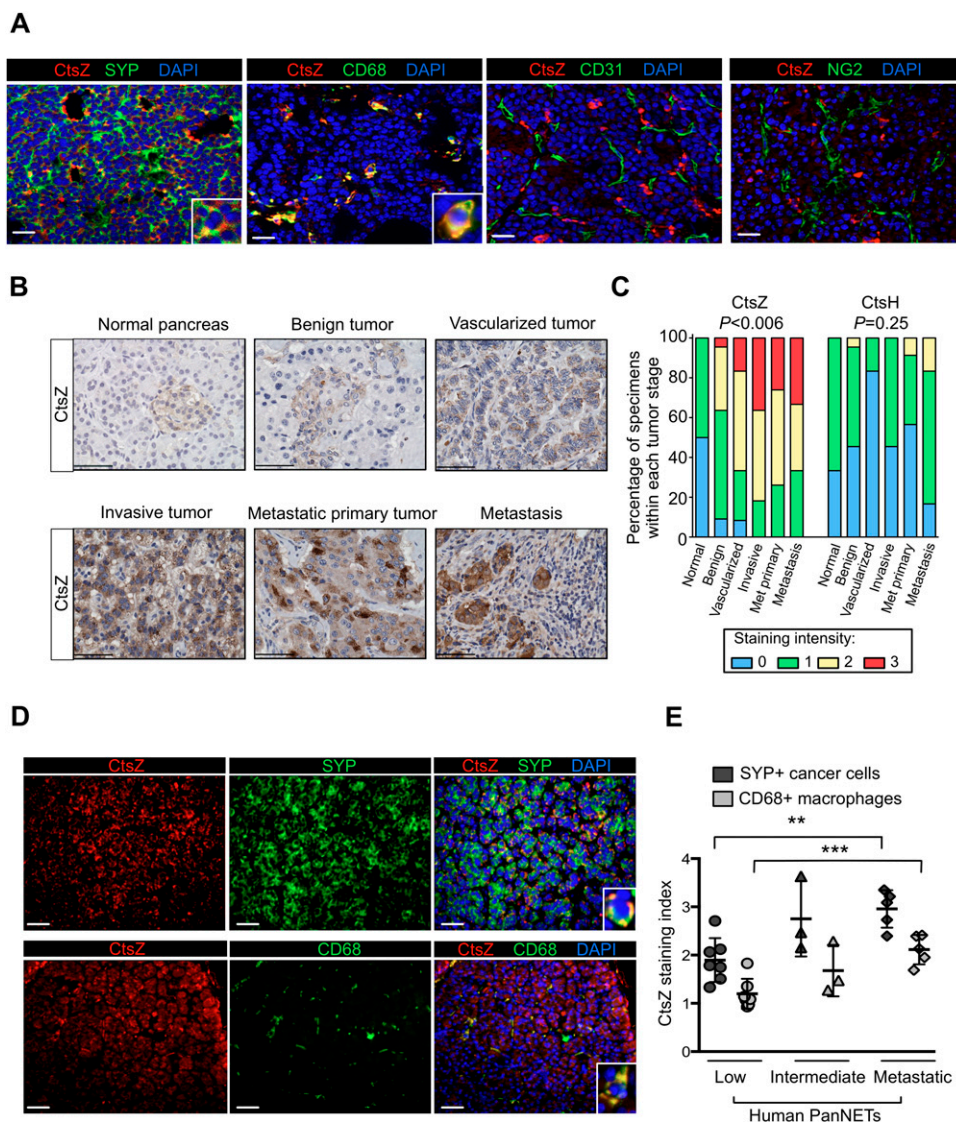 A
CtsZ SYP DAPI
CtsZ CD68 DAPI
CtsZ CD31 DAPI
CtsZ NG2 DAPI
B
Normal pancreas
Benign tumor
Vascularized tumor
CtsZ
Invasive tumor
Metastatic primary tumor
Metastasis
CtsZ
C
CtsZ
P<0.006
CtsH
P=0.25
Percentage of specimens
within each tumor stage
100
80
60
40
20
0
Normal
Benign
Vascularized
Invasive
Met primary
Metastasis
Normal
Benign
Vascularized
Invasive
Met primary
Metastasis
Staining intensity:
0 1 2 3
D
CtsZ
SYP
CtsZ SYP DAPI
CtsZ
CD68
CtsZ CD68 DAPI
E
SYP+ cancer cells
CD68+ macrophages
**
***
CtsZ staining index
4
3
2
1
0
Low
Intermediate
Metastatic
Human PanNETs